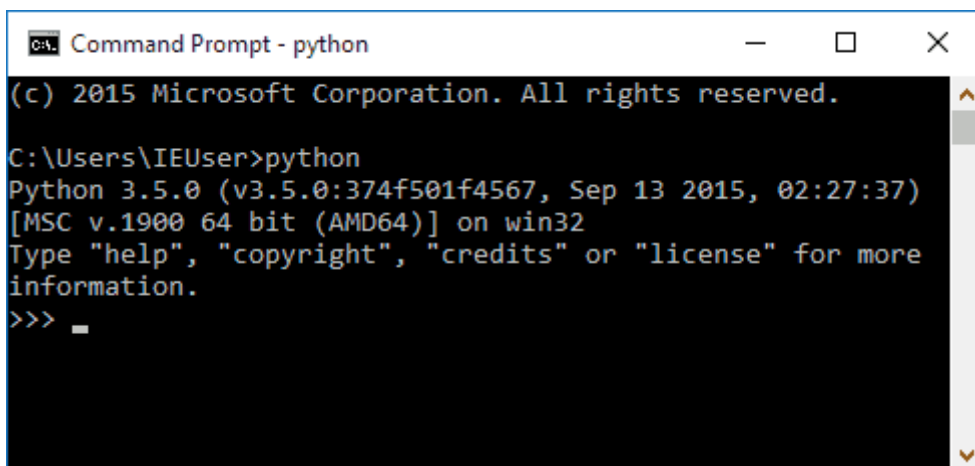 Command Prompt - python
(c) 2015 Microsoft Corporation. All rights reserved.
C:\Users\IEUser>python
Python 3.5.0 (v3.5.0:374f501f4567, Sep 13 2015, 02:27:37)
[MSC v.1900 64 bit (AMD64)] on win32
Type "help", "copyright", "credits" or "license" for more
information.
>>> _